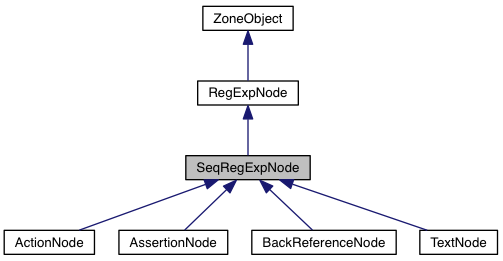 ZoneObject
RegExpNode
SeqRegExpNode
ActionNode
AssertionNode
BackReferenceNode
TextNode